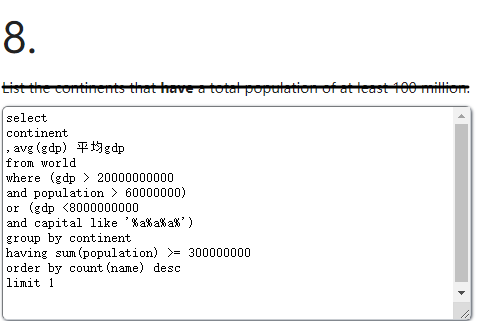 8.
List the continents that have a total population of at least 100 million.
select
continent
,avg(gdp) 平均gdp
from world
where (gdp > 20000000000
and population > 60000000)
or (gdp <8000000000
and capital like '%a%a%a%')
group by continent
having sum(population) >= 300000000
order by count(name) desc
limit 1